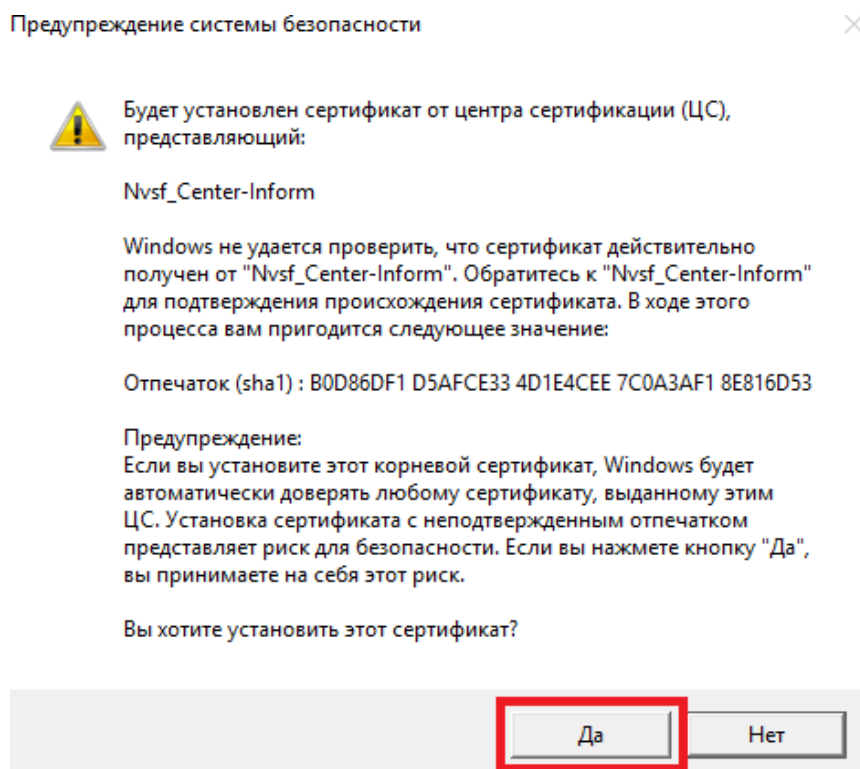 Предупреждение системы безопасности
Будет установлен сертификат от центра сертификации (ЦС),
представляющий:
Nvsf_Center-Inform
Windows не удается проверить, что сертификат действительно
получен от "Nvsf_Center-Inform". Обратитесь к "Nvsf_Center-Inform"
для подтверждения происхождения сертификата. В ходе этого
процесса вам пригодится следующее значение:
Отпечаток (sha1) : B0D86DF1 D5AFCE33 4D1E4CEE 7C0A3AF1 8E816D53
Предупреждение:
Если вы установите этот корневой сертификат, Windows будет
автоматически доверять любому сертификату, выданному этим
ЦС. Установка сертификата с неподтвержденным отпечатком
представляет риск для безопасности. Если вы нажмете кнопку "Да",
вы принимаете на себя этот риск.
Вы хотите установить этот сертификат?
Да
Нет